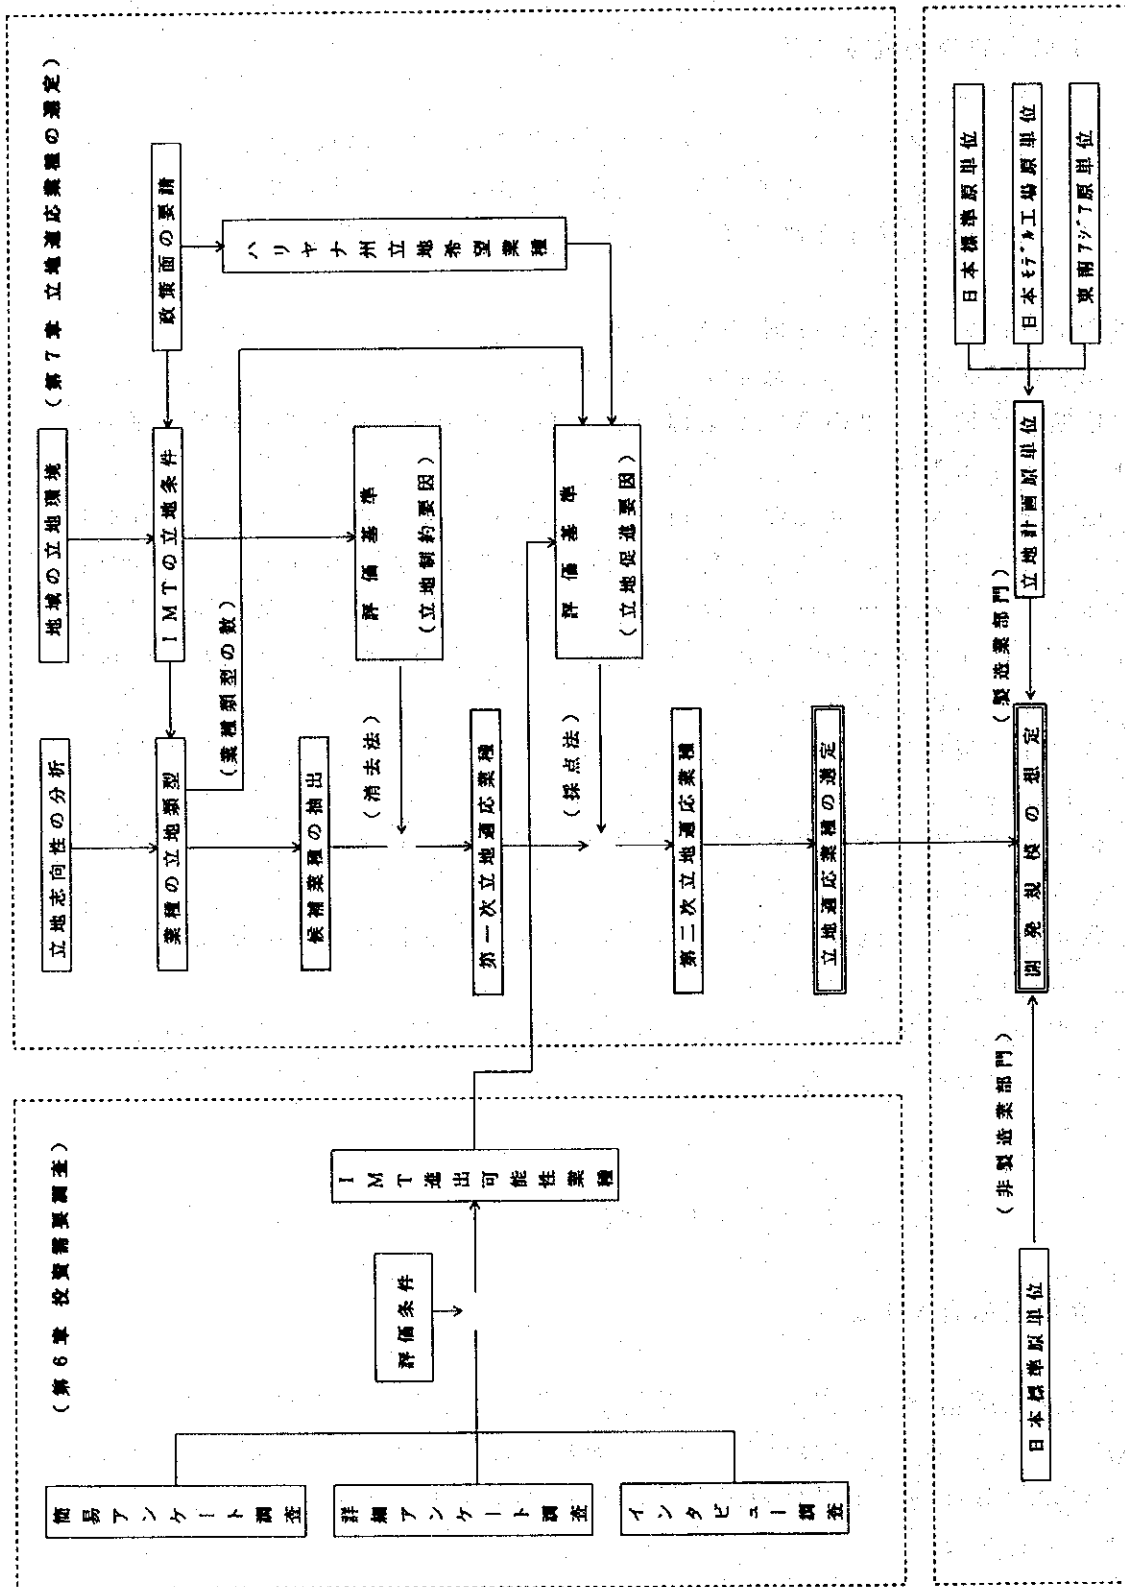 (第6章 投資需要調査)
簡易アンケート調査
詳細アンケート調査
インタビュー調査
評価条件
IMT進出可能性業種
(第7章 立地適応業種の選定)
立地志向性の分析
地域の立地環境
業種の立地類型
IMTの立地条件
政策面の要請
(業種類型の数)
ハリヤナ州立地希望業種
候補業種の抽出
(消去法)
評価基準
(立地制約要因)
第一次立地適応業種
(採点法)
評価基準
(立地促進要因)
第二次立地適応業種
立地適応業種の選定
日本標準原単位
(非製造業部門)
開発規模の想定
(製造業部門)
立地計画原単位
日本標準原単位
日本モデル工場原単位
東南アジア原単位